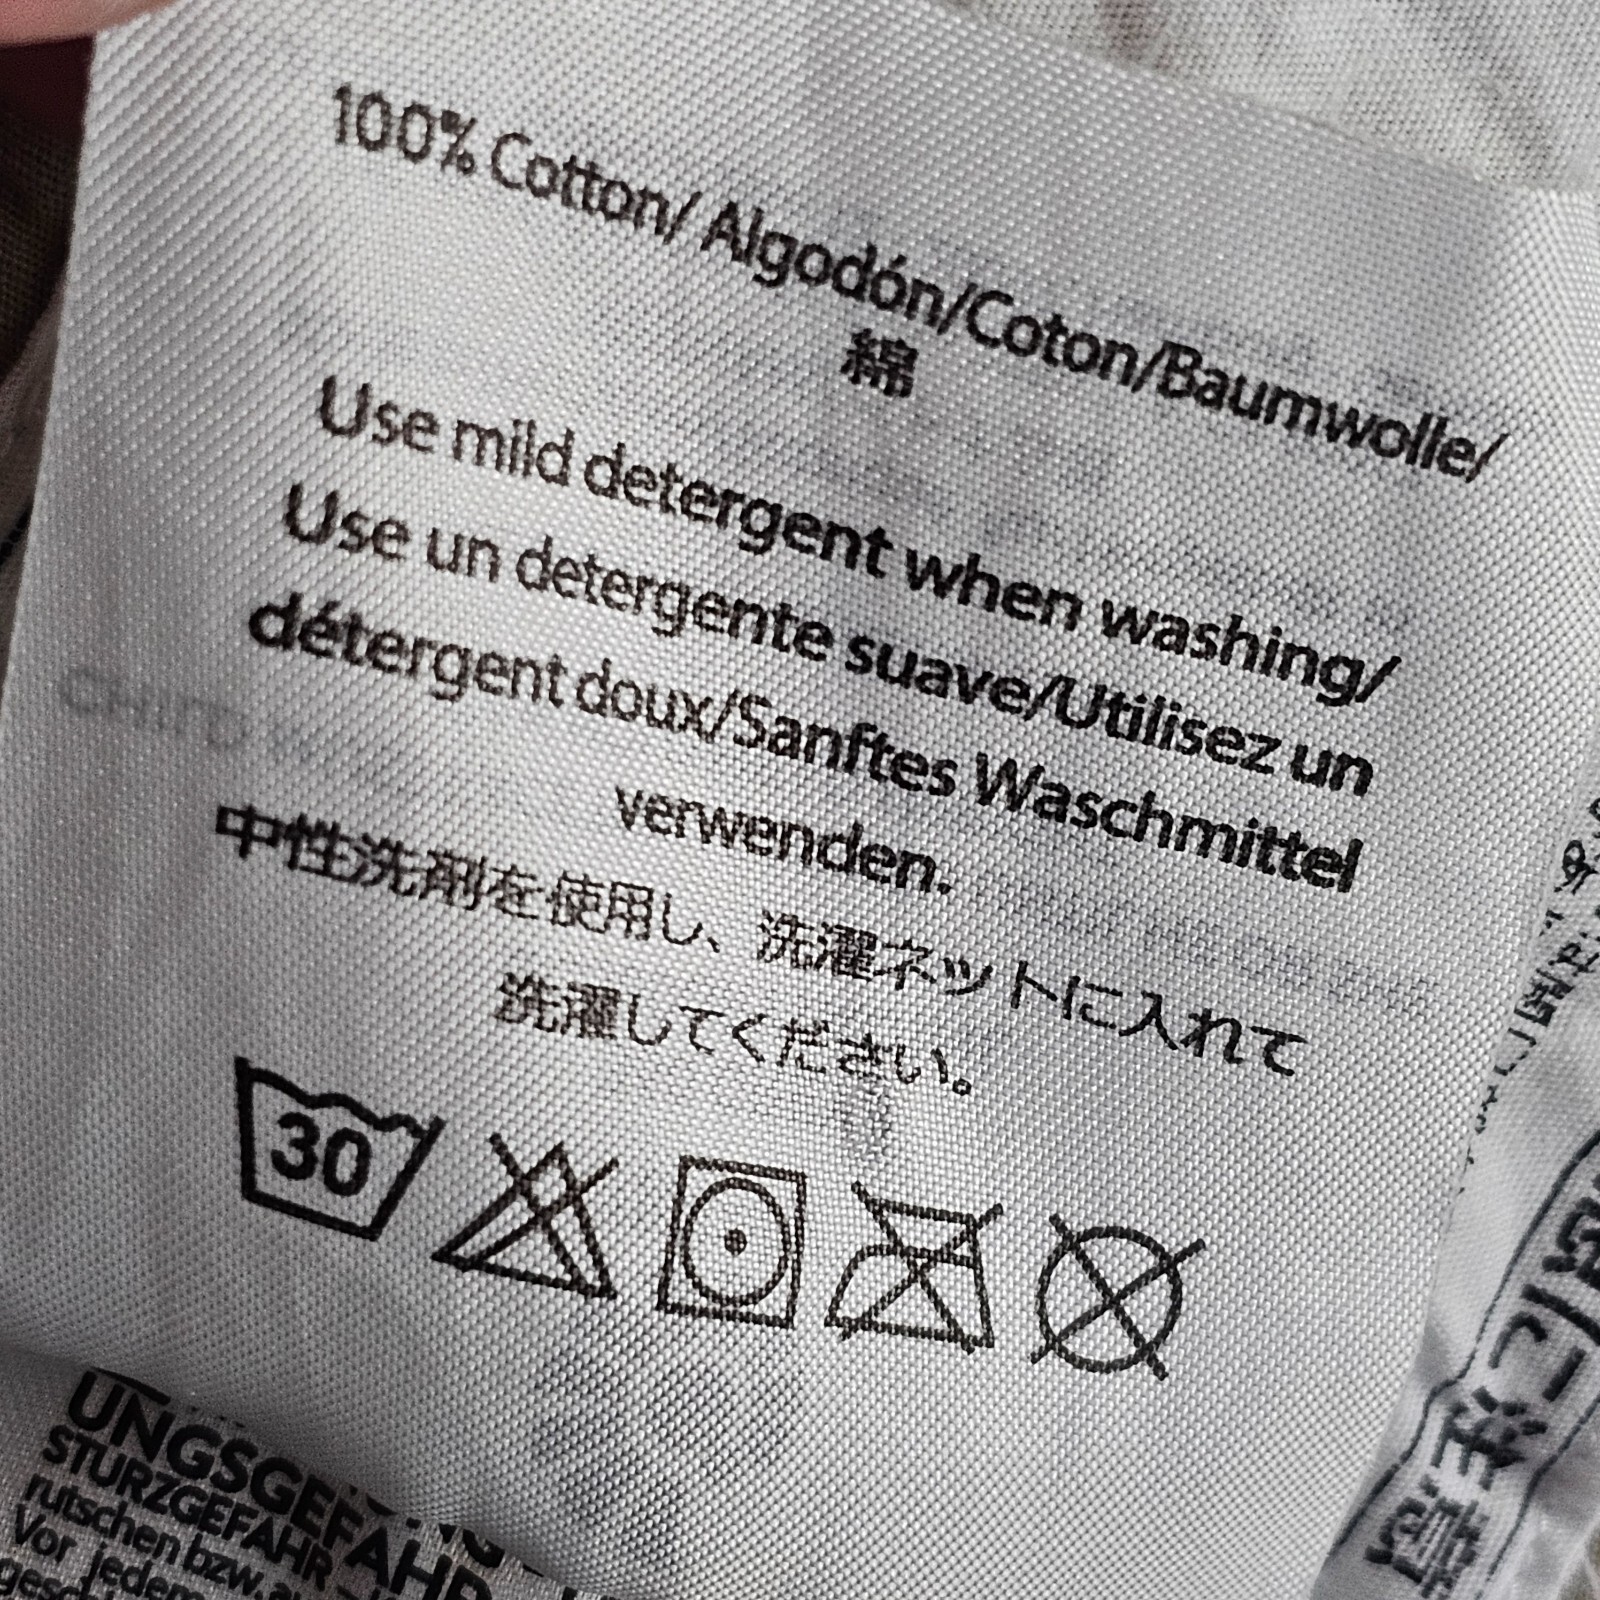 100% Cotton/ Algodón/Coton/Baumwolle/
綿
Use mild detergent when washing/
Use un detergente suave/Utilisez un
détergent doux/Sanftes Waschmittel
verwenden.
中性洗剤を使用し、洗濯ネットに入れて
洗濯してください。
30
UNGSGEFAHR
STURZGEFAHR
rutschen bzw.
Vor jedem